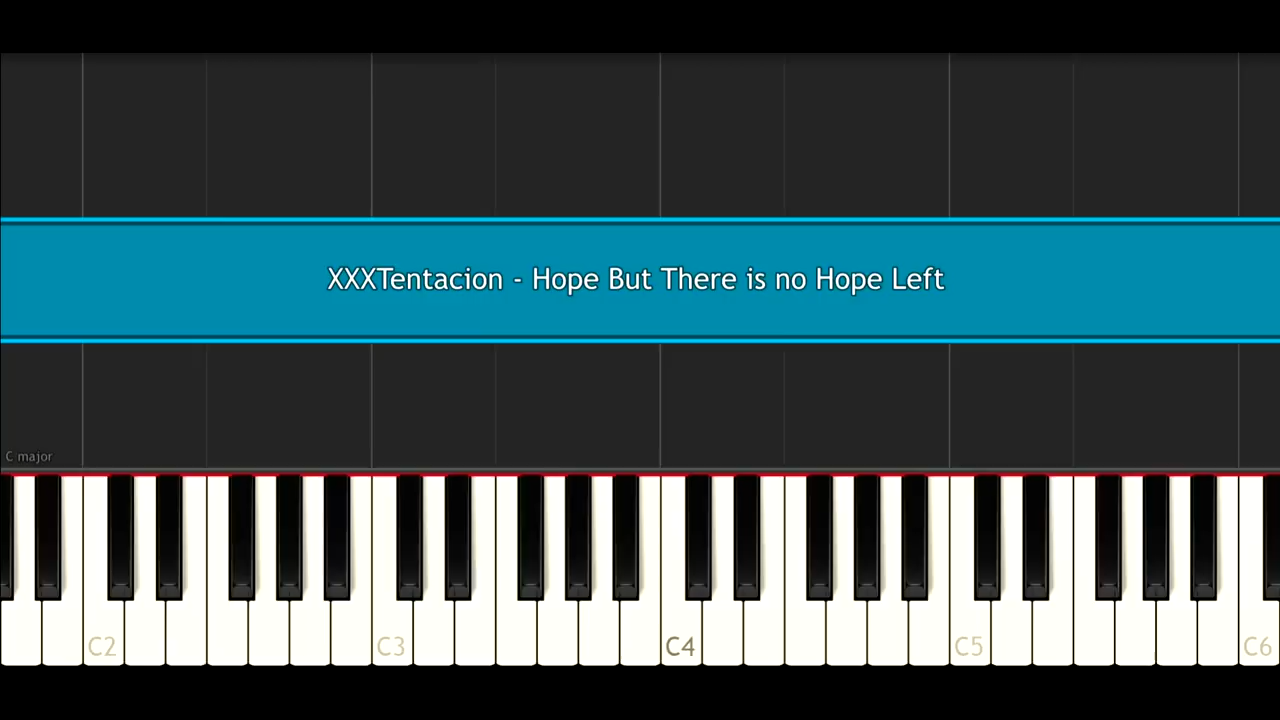 XXXTentacion - Hope But There is no Hope Left
C major
C2 C3 C4 C5 C6